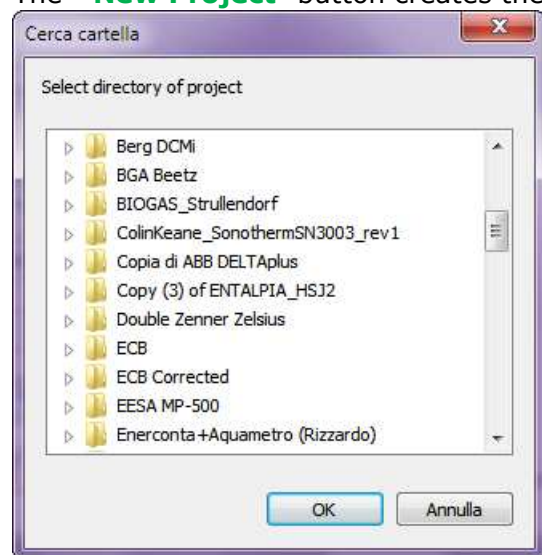 The "New Project" button creates the
Cerca cartella
Select directory of project
Berg DCMi
BGA Beetz
BIOGAS_Strullendorf
ColinKeane_SonothermSN3003_rev1
Copia di ABB DELTAplus
Copy (3) of ENTALPIA_HSJ2
Double Zenner Zelsius
ECB
ECB Corrected
EESA MP-500
Enerconta+Aquametro (Rizzardo)
OK
Annulla